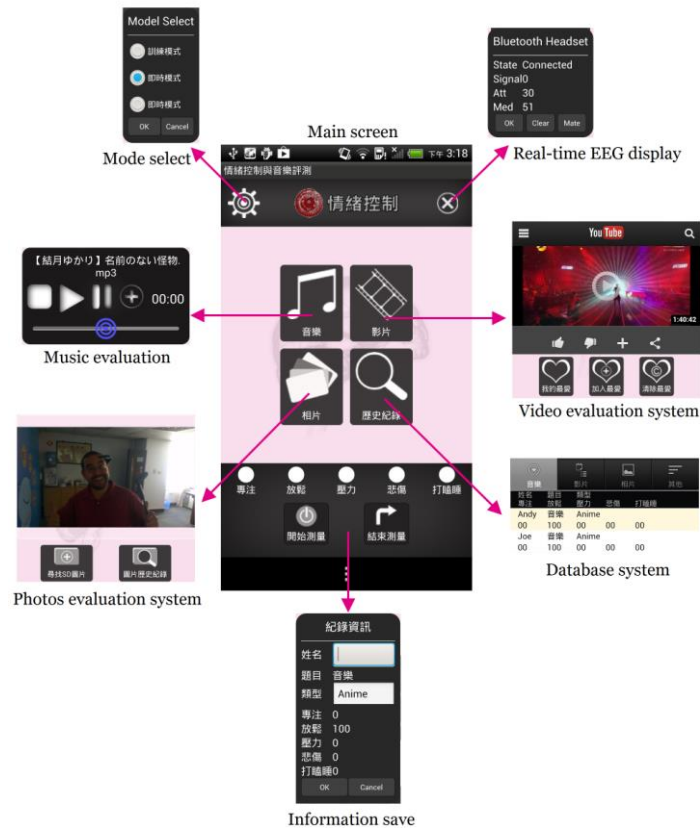 Model Select
訓練模式
即時模式
即時模式
OK Cancel
Mode select
Bluetooth Headset
State Connected
Signal0
Att 30
Med 51
OK Clear Mate
Real-time EEG display
Main screen
下午 3:18
情緒控制與音樂評測
情緒控制
音樂
影片
相片
歷史紀錄
專注 放鬆 壓力 悲傷 打瞌睡
開始測量 結束測量
【結月ゆかり】名前のない怪物.
mp3
00:00
Music evaluation
YouTube
1:40:42
我的最愛 加入最愛 清除最愛
Video evaluation system
尋找SD圖片 圖片歷史紀錄
Photos evaluation system
音樂 影片 相片 其他
姓名 題目 類型
專注 放鬆 壓力 悲傷 打瞌睡
Andy 音樂 Anime
00 100 00 00 00
Joe 音樂 Anime
00 100 00 00 00
Database system
紀錄資訊
姓名
題目 音樂
類型 Anime
專注 0
放鬆 100
壓力 0
悲傷 0
打瞌睡0
OK Cancel
Information save